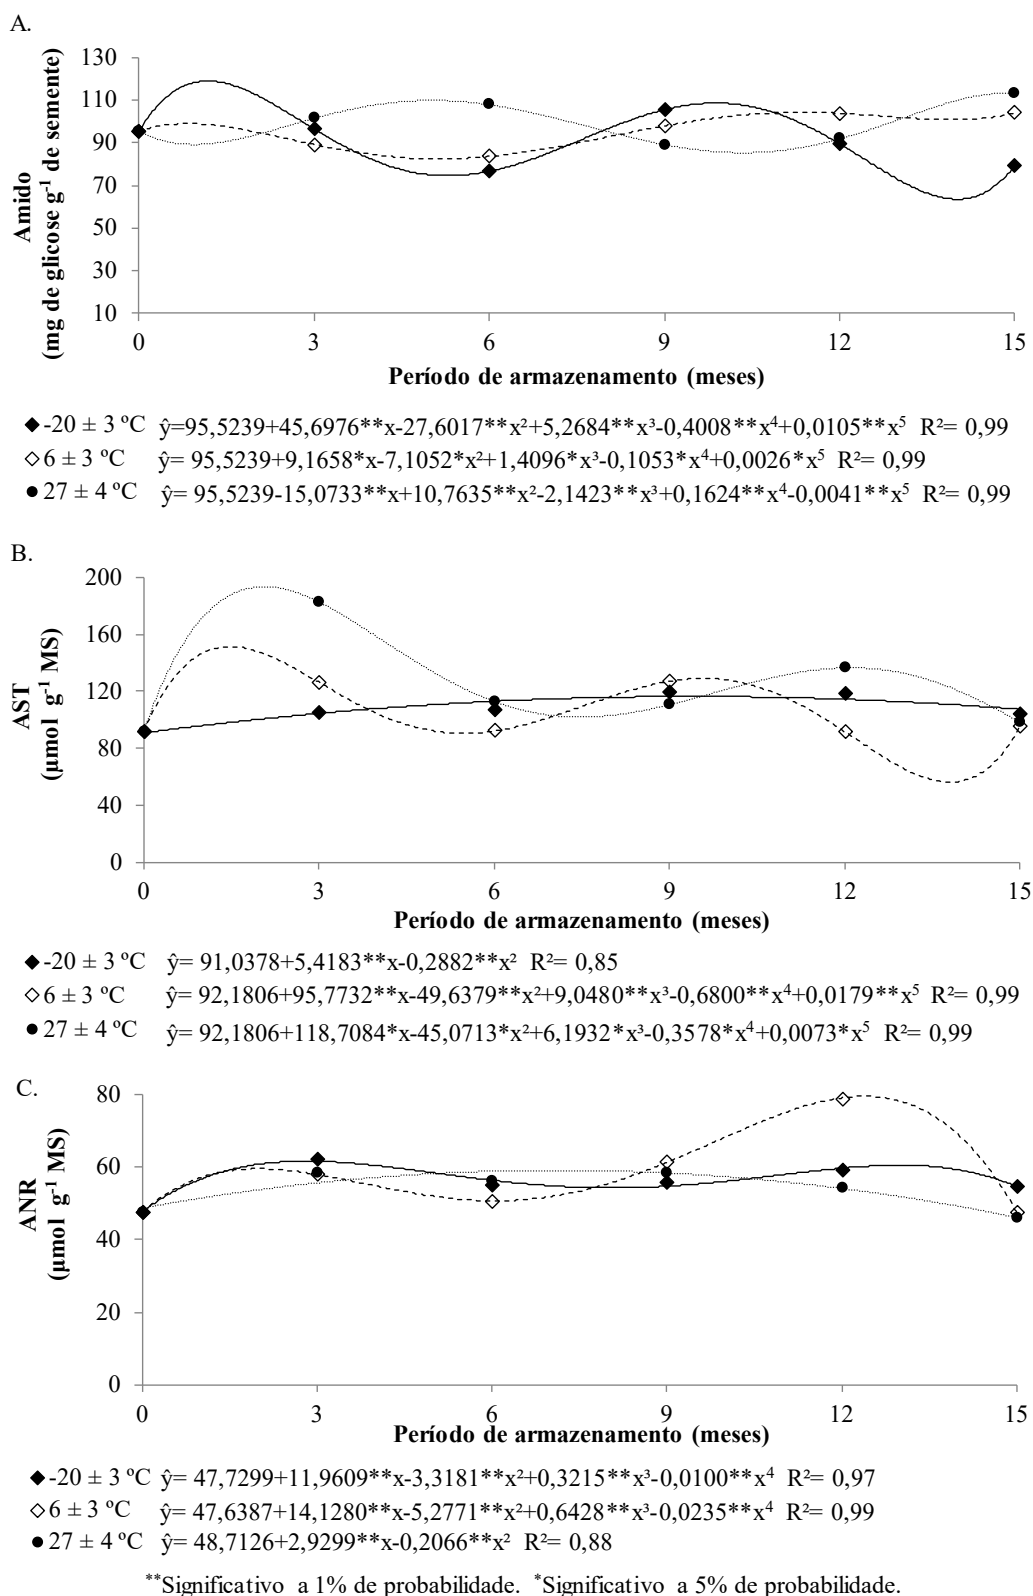 A.
130
110
90
70
50
30
10
Amido
(mg de glicose g⁻¹ de semente)
0 3 6 9 12 15
Período de armazenamento (meses)
◆ -20 ± 3 ºC ŷ=95,5239+45,6976**x-27,6017**x²+5,2684**x³-0,4008**x⁴+0,0105**x⁵ R²= 0,99
◇ 6 ± 3 ºC ŷ= 95,5239+9,1658*x-7,1052*x²+1,4096*x³-0,1053*x⁴+0,0026*x⁵ R²= 0,99
● 27 ± 4 ºC ŷ= 95,5239-15,0733**x+10,7635**x²-2,1423**x³+0,1624**x⁴-0,0041**x⁵ R²= 0,99
B.
200
160
120
80
40
0
AST
(µmol g⁻¹ MS)
0 3 6 9 12 15
Período de armazenamento (meses)
◆ -20 ± 3 ºC ŷ= 91,0378+5,4183**x-0,2882**x² R²= 0,85
◇ 6 ± 3 ºC ŷ= 92,1806+95,7732**x-49,6379**x²+9,0480**x³-0,6800**x⁴+0,0179**x⁵ R²= 0,99
● 27 ± 4 ºC ŷ= 92,1806+118,7084*x-45,0713*x²+6,1932*x³-0,3578*x⁴+0,0073*x⁵ R²= 0,99
C.
80
60
40
20
0
ANR
(µmol g⁻¹ MS)
0 3 6 9 12 15
Período de armazenamento (meses)
◆ -20 ± 3 ºC ŷ= 47,7299+11,9609**x-3,3181**x²+0,3215**x³-0,0100**x⁴ R²= 0,97
◇ 6 ± 3 ºC ŷ= 47,6387+14,1280**x-5,2771**x²+0,6428**x³-0,0235**x⁴ R²= 0,99
● 27 ± 4 ºC ŷ= 48,7126+2,9299**x-0,2066**x² R²= 0,88
**Significativo a 1% de probabilidade. *Significativo a 5% de probabilidade.